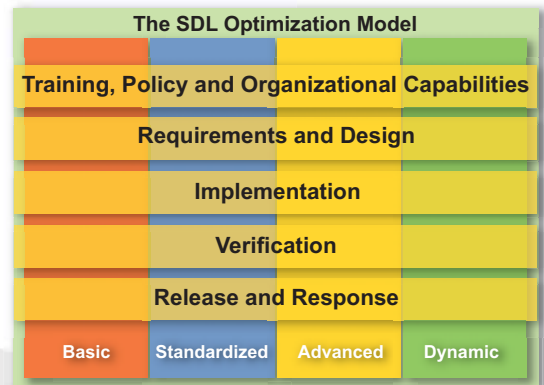 The SDL Optimization Model
Training, Policy and Organizational Capabilities
Requirements and Design
Implementation
Verification
Release and Response
Basic Standardized Advanced Dynamic